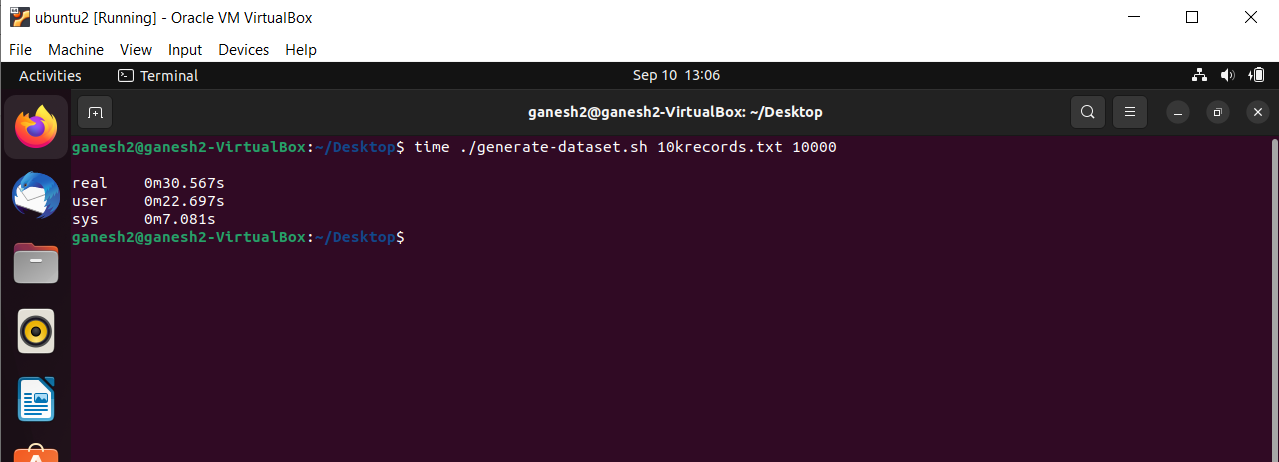 ubuntu2 [Running] - Oracle VM VirtualBox
File Machine View Input Devices Help
Activities Terminal Sep 10 13:06
ganesh2@ganesh2-VirtualBox: ~/Desktop
ganesh2@ganesh2-VirtualBox:~/Desktop$ time ./generate-dataset.sh 10krecords.txt 10000
real 0m30.567s
user 0m22.697s
sys 0m7.081s
ganesh2@ganesh2-VirtualBox:~/Desktop$